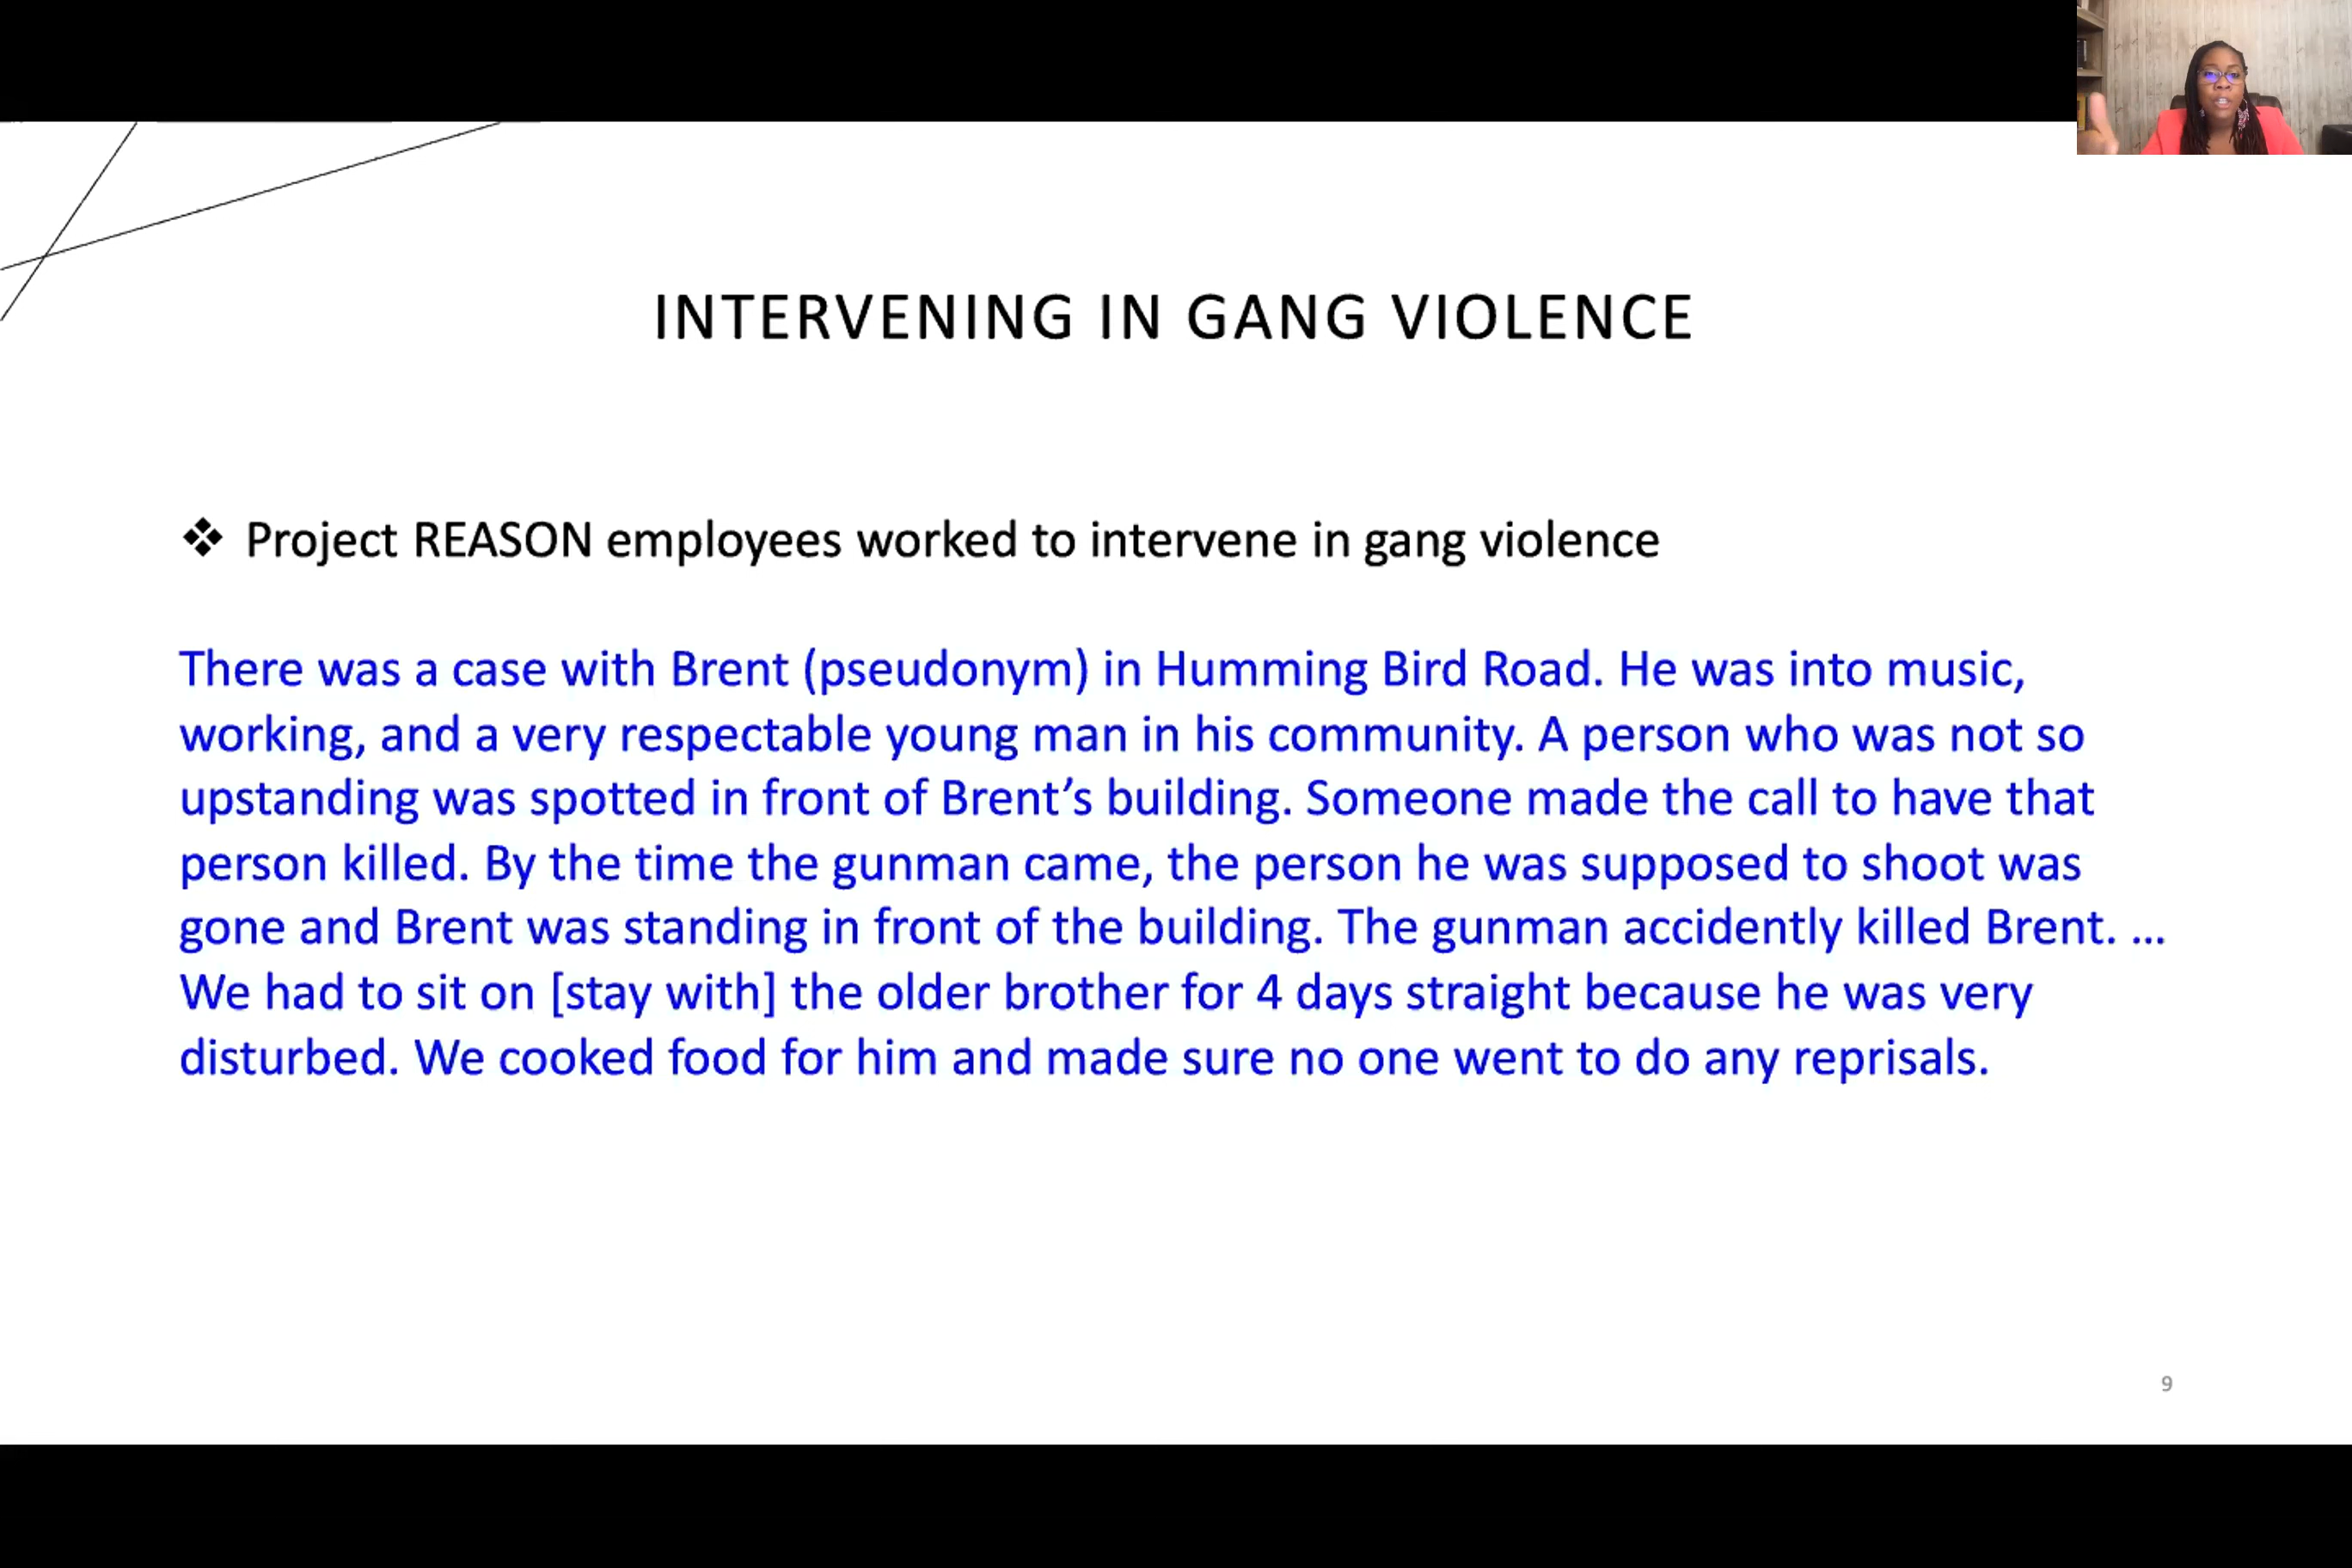 INTERVENING IN GANG VIOLENCE
❖ Project REASON employees worked to intervene in gang violence
There was a case with Brent (pseudonym) in Humming Bird Road. He was into music,
working, and a very respectable young man in his community. A person who was not so
upstanding was spotted in front of Brent’s building. Someone made the call to have that
person killed. By the time the gunman came, the person he was supposed to shoot was
gone and Brent was standing in front of the building. The gunman accidently killed Brent. ...
We had to sit on [stay with] the older brother for 4 days straight because he was very
disturbed. We cooked food for him and made sure no one went to do any reprisals.
9